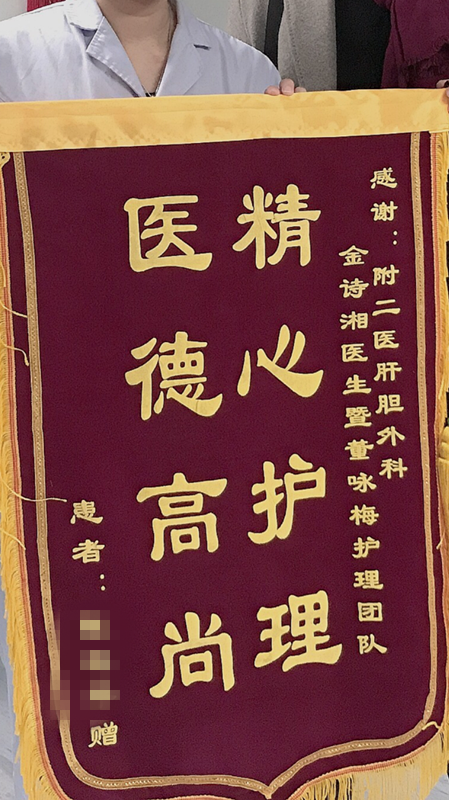 感谢：附二医肝胆外科
金诗湘医生暨董咏梅护理团队
精心护理
医德高尚
患者：
赠